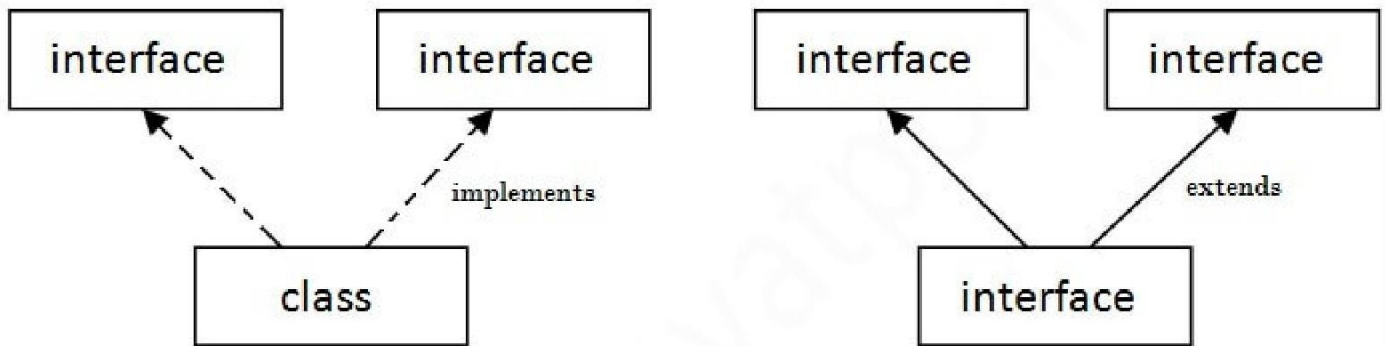 interface
interface
interface
interface
implements
extends
class
interface